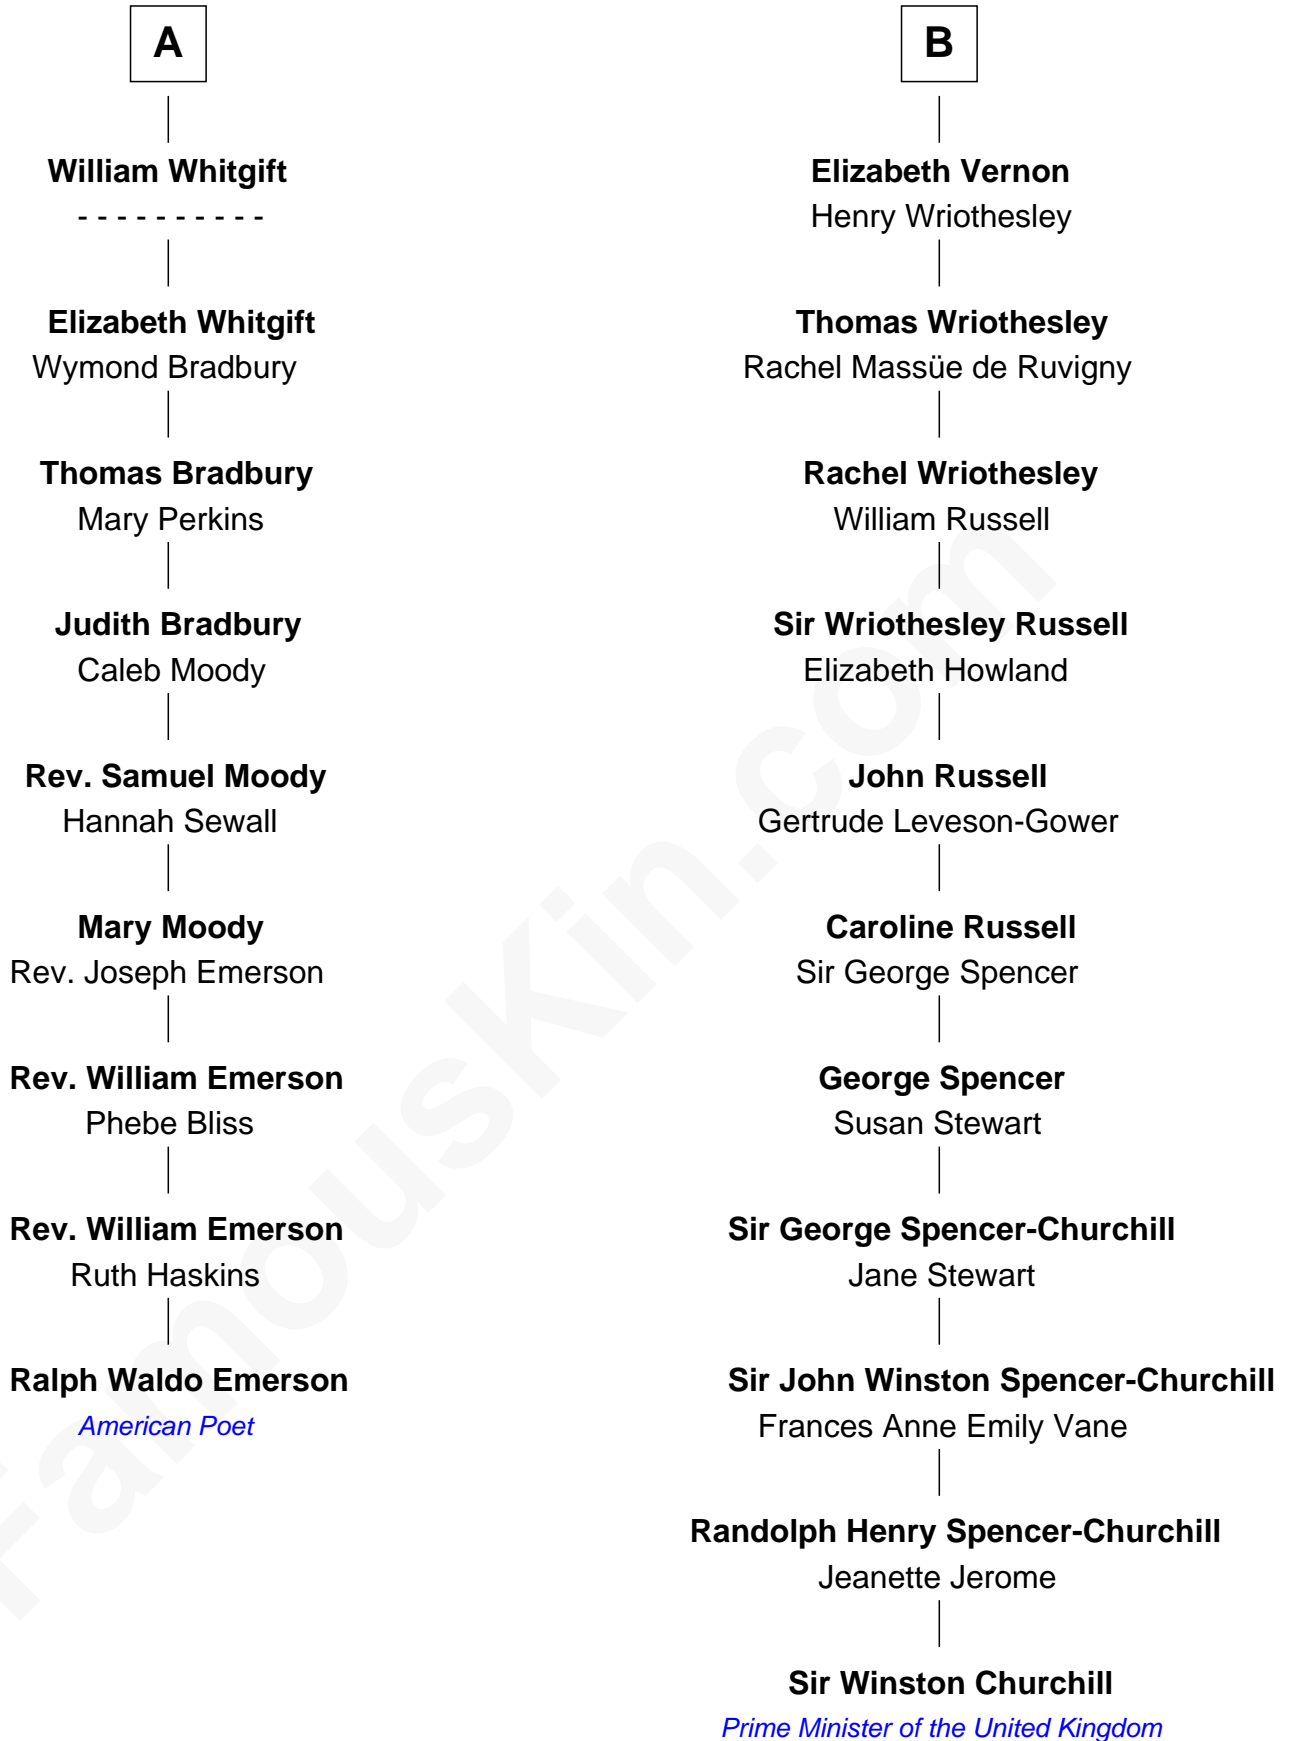 A
William Whitgift
- - - - - - - - - -
Elizabeth Whitgift
Wymond Bradbury
Thomas Bradbury
Mary Perkins
Judith Bradbury
Caleb Moody
Rev. Samuel Moody
Hannah Sewall
Mary Moody
Rev. Joseph Emerson
Rev. William Emerson
Phebe Bliss
Rev. William Emerson
Ruth Haskins
Ralph Waldo Emerson
American Poet
B
Elizabeth Vernon
Henry Wriothesley
Thomas Wriothesley
Rachel Massüe de Ruvigny
Rachel Wriothesley
William Russell
Sir Wriothesley Russell
Elizabeth Howland
John Russell
Gertrude Leveson-Gower
Caroline Russell
Sir George Spencer
George Spencer
Susan Stewart
Sir George Spencer-Churchill
Jane Stewart
Sir John Winston Spencer-Churchill
Frances Anne Emily Vane
Randolph Henry Spencer-Churchill
Jeanette Jerome
Sir Winston Churchill
Prime Minister of the United Kingdom
FamousKin.com